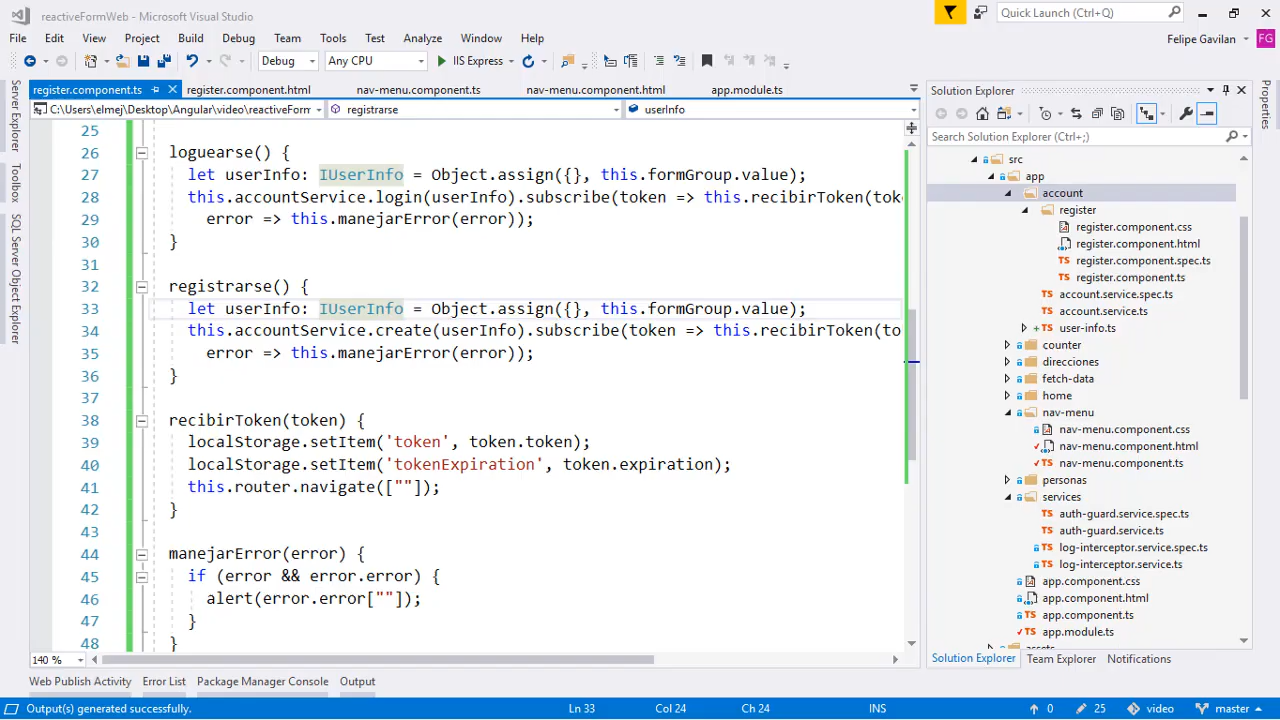 reactiveFormWeb - Microsoft Visual Studio
Quick Launch (Ctrl+Q)
File Edit View Project Build Debug Team Tools Test Analyze Window Help
Felipe Gavilan FG
Debug Any CPU IIS Express
register.component.ts register.component.html nav-menu.component.ts nav-menu.component.html app.module.ts
C:\Users\elmej\Desktop\Angular\video\reactiveForm registrarse userInfo
Server Explorer
Toolbox
SQL Server Object Explorer
25
26 loguearse() {
27 let userInfo: IUserInfo = Object.assign({}, this.formGroup.value);
28 this.accountService.login(userInfo).subscribe(token => this.recibirToken(tok
29 error => this.manejarError(error));
30 }
31
32 registrarse() {
33 let userInfo: IUserInfo = Object.assign({}, this.formGroup.value);
34 this.accountService.create(userInfo).subscribe(token => this.recibirToken(to
35 error => this.manejarError(error));
36 }
37
38 recibirToken(token) {
39 localStorage.setItem('token', token.token);
40 localStorage.setItem('tokenExpiration', token.expiration);
41 this.router.navigate([""]);
42 }
43
44 manejarError(error) {
45 if (error && error.error) {
46 alert(error.error[""]);
47 }
48 }
140 %
Solution Explorer
Search Solution Explorer (Ctrl+;)
src
app
account
register
register.component.css
register.component.html
TS register.component.spec.ts
TS register.component.ts
TS account.service.spec.ts
TS account.service.ts
TS user-info.ts
counter
direcciones
fetch-data
home
nav-menu
nav-menu.component.css
nav-menu.component.html
TS nav-menu.component.ts
personas
services
TS auth-guard.service.spec.ts
TS auth-guard.service.ts
TS log-interceptor.service.spec.ts
TS log-interceptor.service.ts
app.component.css
app.component.html
TS app.component.ts
TS app.module.ts
Solution Explorer Team Explorer Notifications
Properties
Web Publish Activity Error List Package Manager Console Output
Output(s) generated successfully. Ln 33 Col 24 Ch 24 INS 0 25 video master